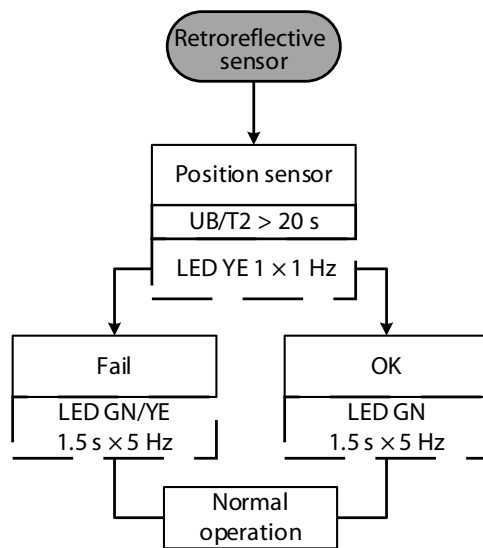 Retroreflective
sensor
Position sensor
UB/T2 > 20 s
LED YE 1 × 1 Hz
Fail
LED GN/YE
1.5 s × 5 Hz
OK
LED GN
1.5 s × 5 Hz
Normal
operation